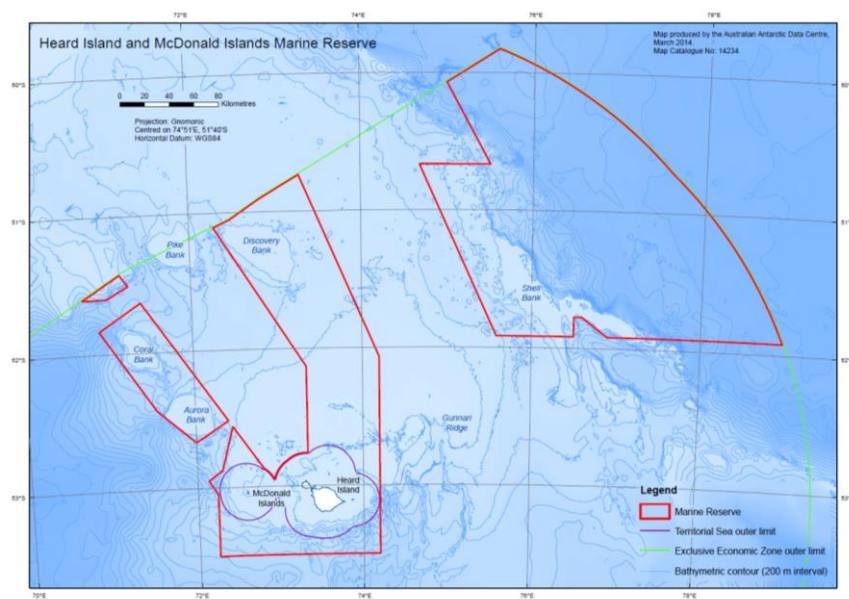 72°E
76°E
78°E
Heard Island and McDonald Islands Marine Reserve
Map produced by the Australian Antarctic Data Centre,
March 2014.
Map Catalogue No: 14234
0 20 40 60 80
Kilometres
Projection: Gnomonic
Centred on 74°51'E, 51°40'S
Horizontal Datum: WGS84
51°S
51°S
Pike
Bank
Discovery
Bank
Shell
Bank
Coral
Bank
52°S
Aurora
Bank
Gunnari
Ridge
McDonald
Islands
Heard
Island
Legend
Marine Reserve
Territorial Sea outer limit
Exclusive Economic Zone outer limit
Bathymetric contour (200 m interval)
70°E
72°E
74°E
76°E
78°E